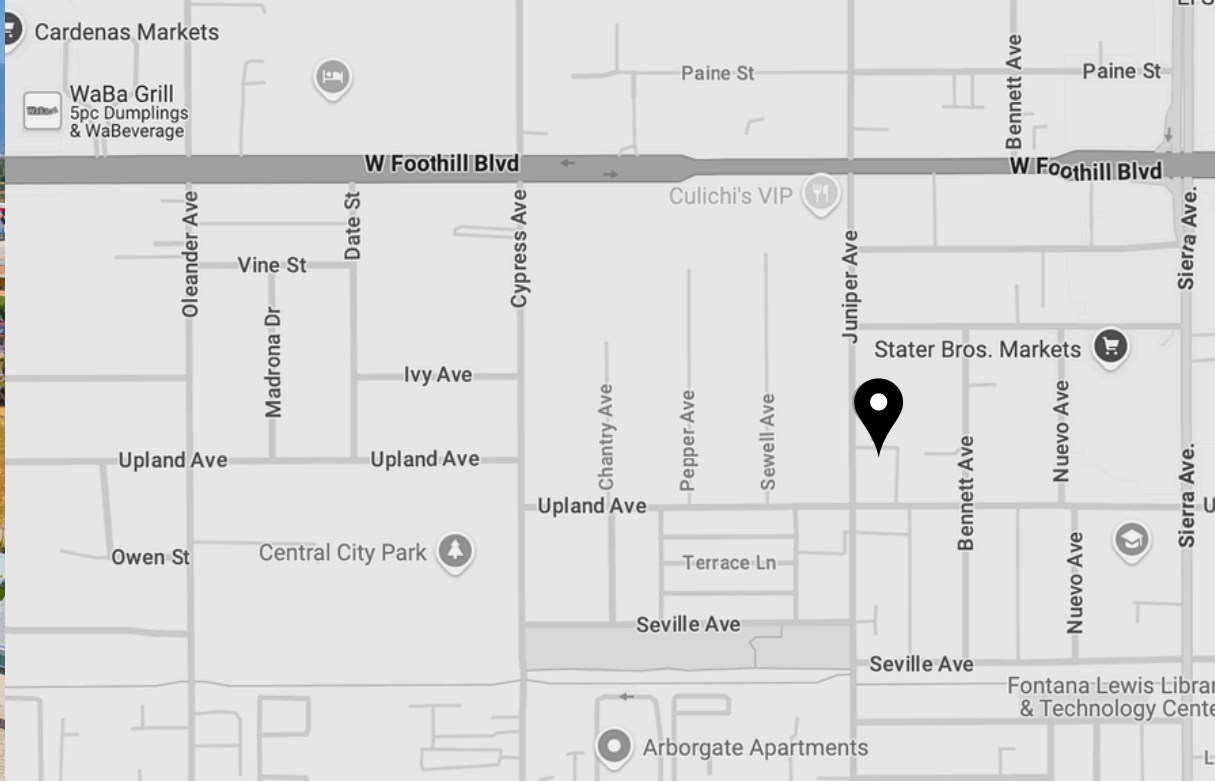 Cardenas Markets
WaBa Grill
5pc Dumplings
& WaBeverage
Paine St
Bennett Ave
Paine St
W Foothill Blvd
W Foothill Blvd
Culichi's VIP
Oleander Ave
Date St
Cypress Ave
Juniper Ave
Sierra Ave.
Vine St
Madrona Dr
Ivy Ave
Stater Bros. Markets
Chantry Ave
Pepper Ave
Sewell Ave
Nuevo Ave
Bennett Ave
Sierra Ave.
Upland Ave
Upland Ave
Upland Ave
Owen St
Central City Park
Terrace Ln
Nuevo Ave
Seville Ave
Seville Ave
Fontana Lewis Librar
& Technology Cente
Arborgate Apartments